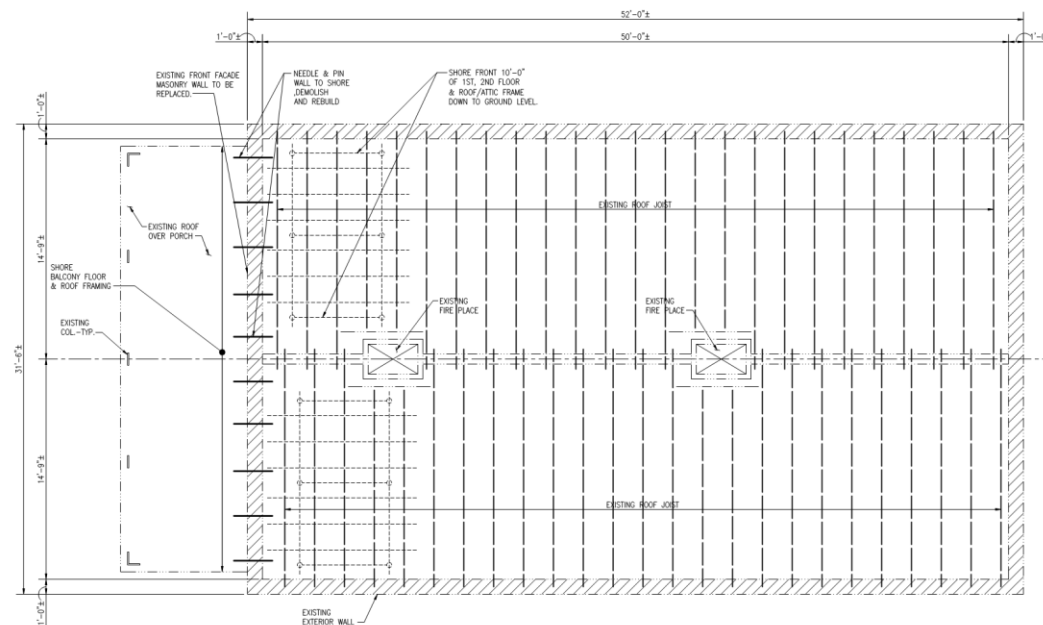 52'-0"±
1'-0"±
50'-0"±
1'-0
EXISTING FRONT FACADE
MASONRY WALL TO BE
REPLACED.
NEEDLE & PIN
WALL TO SHORE
,DEMOLISH
AND REBUILD
SHORE FRONT 10'-0"
OF 1ST, 2ND FLOOR
& ROOF/ATTIC FRAME
DOWN TO GROUND LEVEL.
1'-0"±
14'-9"±
31'-6"±
14'-9"±
1'-0"±
EXISTING ROOF JOIST
EXISTING ROOF
OVER PORCH
SHORE
BALCONY FLOOR
& ROOF FRAMING
EXISTING
COL.-TYP.
EXISTING
FIRE PLACE
EXISTING
FIRE PLACE
EXISTING ROOF JOIST
EXISTING
EXTERIOR WALL